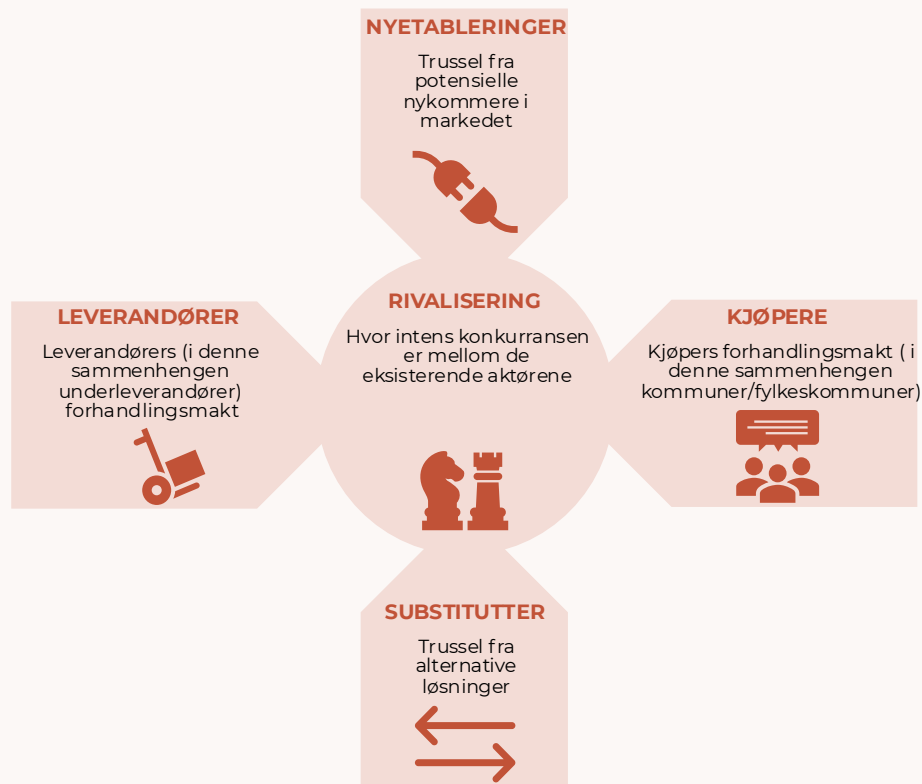 NYETABLERINGER
Trussel fra
potensielle
nykommere i
markedet
LEVERANDØRER
Leverandørers (i denne
sammenhengen
underleverandører)
forhandlingsmakt
RIVALISERING
Hvor intens konkurransen
er mellom de
eksisterende aktørene
KJØPERE
Kjøpers forhandlingsmakt ( i
denne sammenhengen
kommuner/fylkeskommuner)
SUBSTITUTTER
Trussel fra
alternative
løsninger